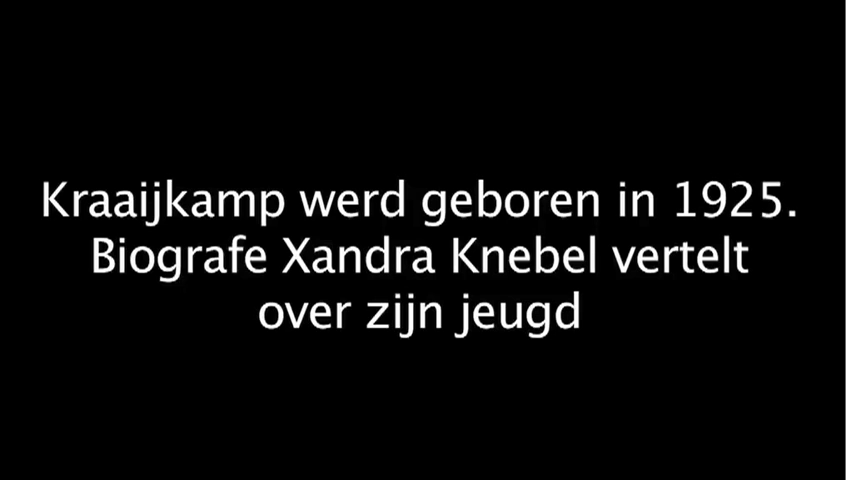 Kraaijkamp werd geboren in 1925.
Biografe Xandra Knebel vertelt
over zijn jeugd